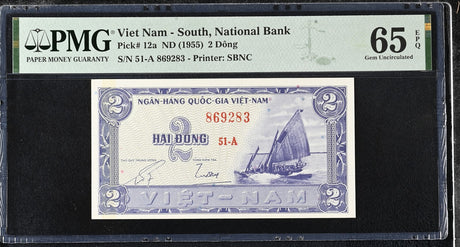 PMG
PAPER MONEY GUARANTY
Viet Nam - South, National Bank
Pick# 12a ND (1955) 2 Dông
S/N 51-A 869283 - Printer: SBNC
65 EPQ
Gem Uncirculated
2 NGÂN-HÀNG QUỐC-GIA VIỆT-NAM 2
869283
HAI ĐỒNG 2 51-A
2 VIỆT-NAM 2